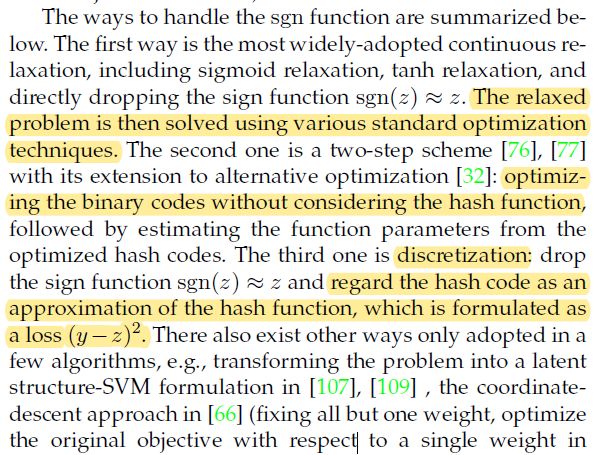 The ways to handle the sgn function are summarized be-
low. The first way is the most widely-adopted continuous re-
laxation, including sigmoid relaxation, tanh relaxation, and
directly dropping the sign function sgn(z) ≈ z. The relaxed
problem is then solved using various standard optimization
techniques. The second one is a two-step scheme [76], [77]
with its extension to alternative optimization [32]: optimiz-
ing the binary codes without considering the hash function,
followed by estimating the function parameters from the
optimized hash codes. The third one is discretization: drop
the sign function sgn(z) ≈ z and regard the hash code as an
approximation of the hash function, which is formulated as
a loss (y − z)². There also exist other ways only adopted in a
few algorithms, e.g., transforming the problem into a latent
structure-SVM formulation in [107], [109] , the coordinate-
descent approach in [66] (fixing all but one weight, optimize
the original objective with respect to a single weight in